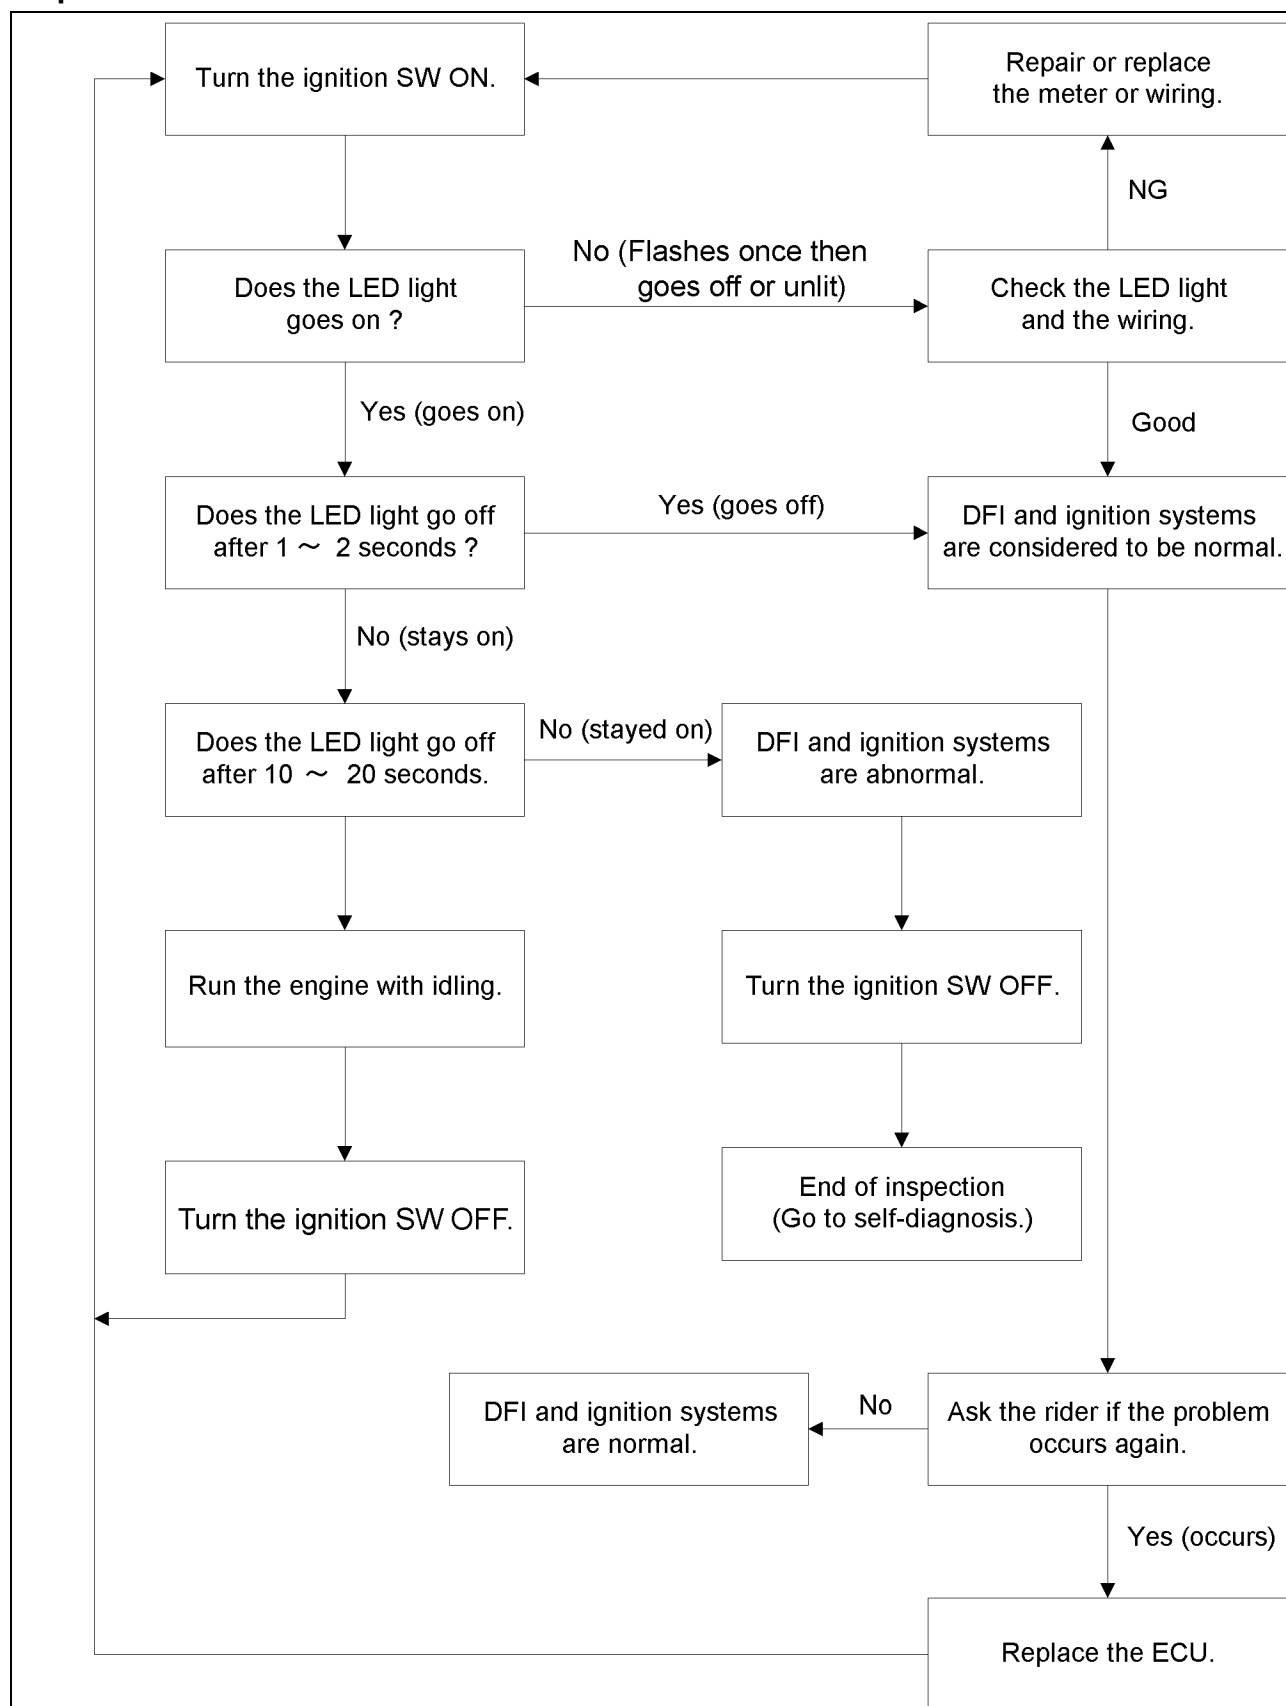 Turn the ignition SW ON.
Repair or replace
the meter or wiring.
NG
No (Flashes once then
goes off or unlit)
Does the LED light
goes on ?
Check the LED light
and the wiring.
Yes (goes on)
Good
Does the LED light go off
after 1 ～ 2 seconds ?
Yes (goes off)
DFI and ignition systems
are considered to be normal.
No (stays on)
Does the LED light go off
after 10 ～ 20 seconds.
No (stayed on)
DFI and ignition systems
are abnormal.
Run the engine with idling.
Turn the ignition SW OFF.
End of inspection
(Go to self-diagnosis.)
Turn the ignition SW OFF.
DFI and ignition systems
are normal.
No
Ask the rider if the problem
occurs again.
Yes (occurs)
Replace the ECU.